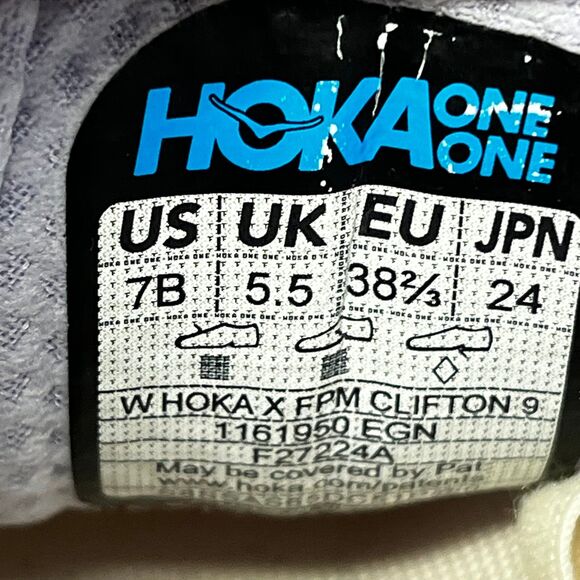 HOKA ONE ONE
US UK EU JPN
7B 5.5 38⅔ 24
W HOKA X FPM CLIFTON 9
1161950 EGN
F27224A
May be covered by Pat.
www.hoka.com/patents